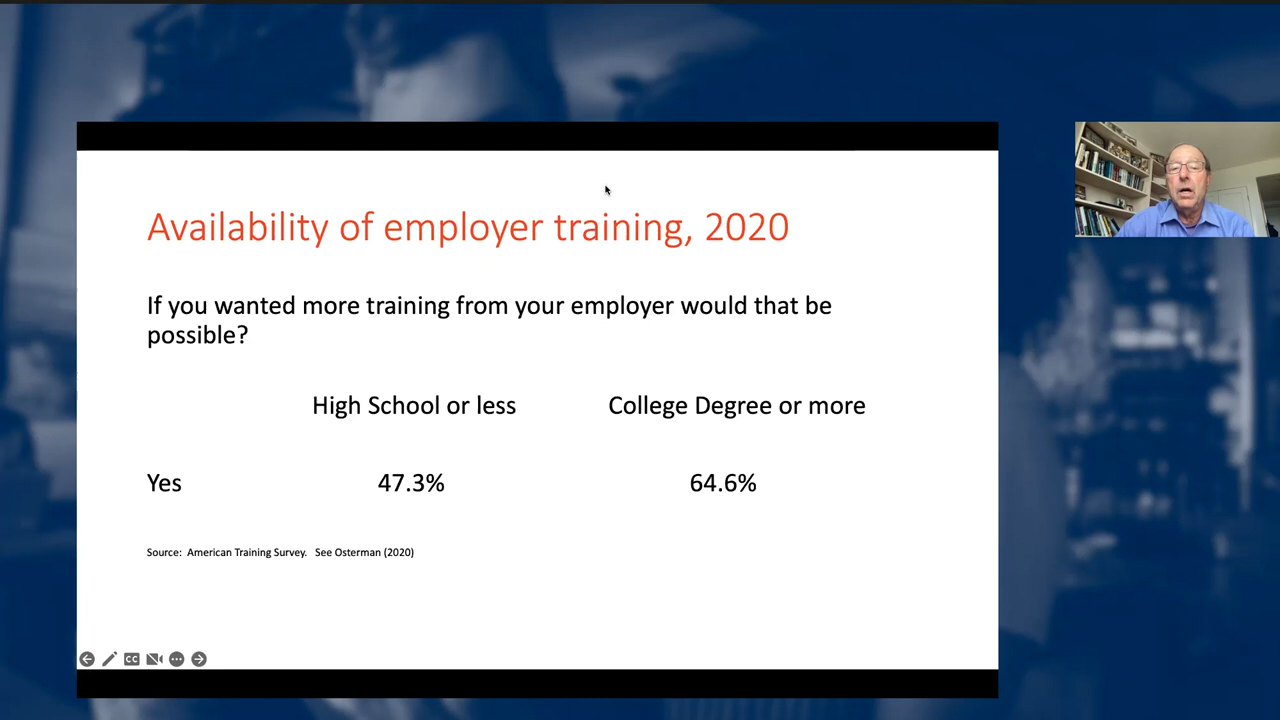 Availability of employer training, 2020
If you wanted more training from your employer would that be
possible?
High School or less College Degree or more
Yes 47.3% 64.6%
Source: American Training Survey. See Osterman (2020)
CC